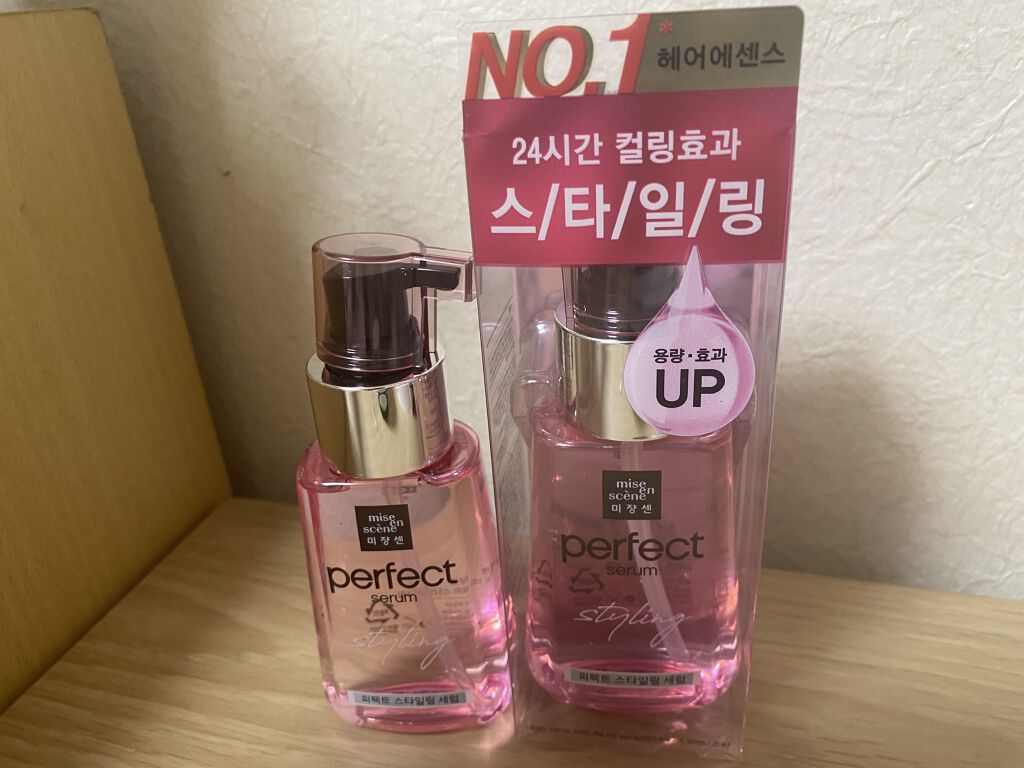 NO.1*
헤어에센스
24시간 컬링효과
스/타/일/링
용량·효과
UP
mise
en
scène
미쟝센
perfect
serum
styling
퍼펙트 스타일링 세럼
mise
en
scène
미쟝센
perfect
serum
styling
퍼펙트 스타일링 세럼